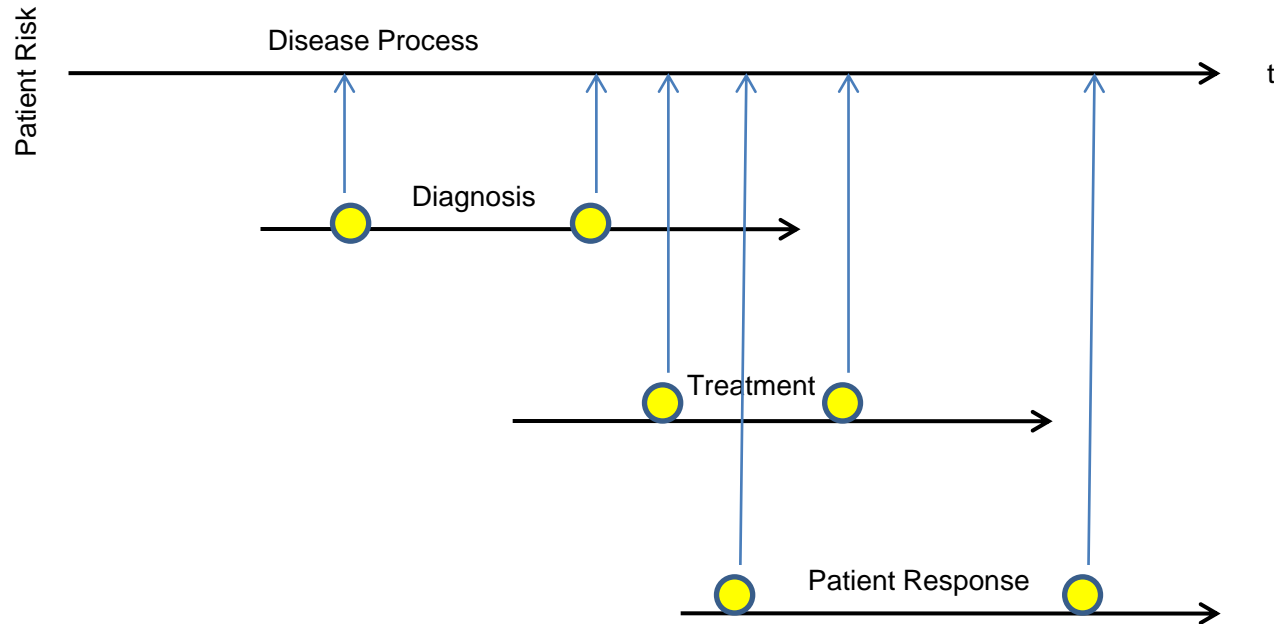 Patient Risk
Disease Process
t
Diagnosis
Treatment
Patient Response